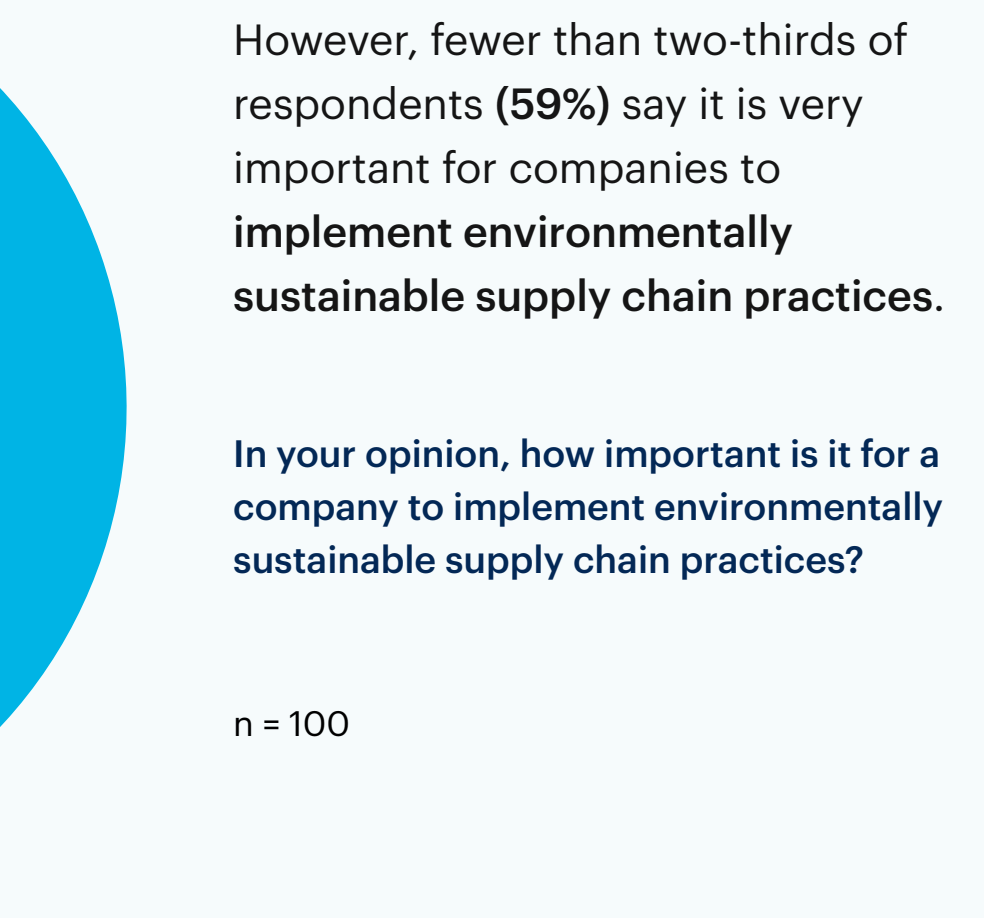 However, fewer than two-thirds of
respondents (59%) say it is very
important for companies to
implement environmentally
sustainable supply chain practices.
In your opinion, how important is it for a
company to implement environmentally
sustainable supply chain practices?
n = 100